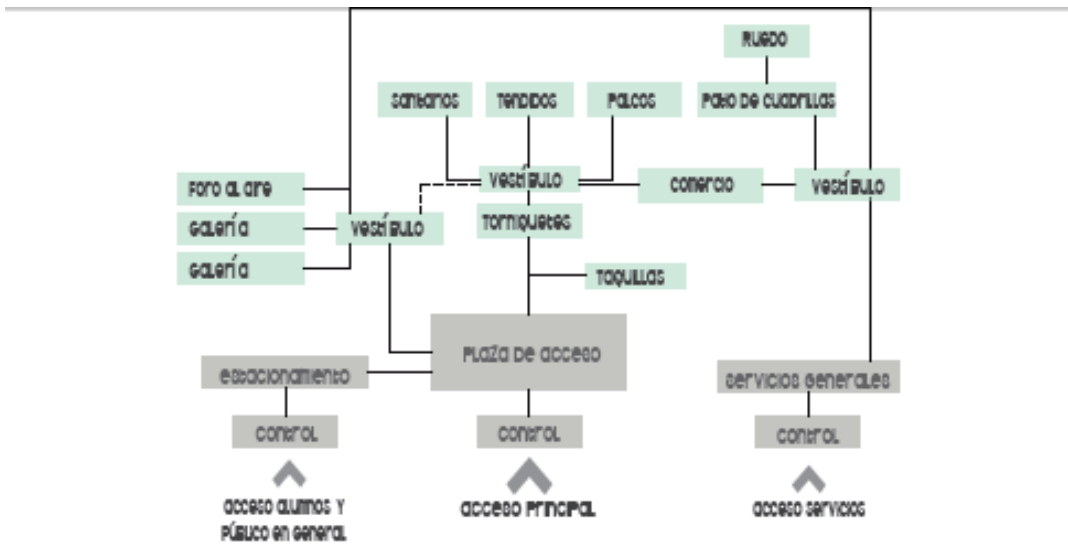 RUEDO
SANITARIOS
TENDIDOS
PALCOS
PATIO DE CUADRILLAS
FORO AL AIRE
VESTÍBULO
COMERCIO
VESTÍBULO
GALERÍA
VESTÍBULO
TORNIQUETES
GALERÍA
TAQUILLAS
PLAZA DE ACCESO
ESTACIONAMIENTO
SERVICIOS GENERALES
CONTROL
CONTROL
CONTROL
ACCESO ALUMNOS Y
PÚBLICO EN GENERAL
ACCESO PRINCIPAL
ACCESO SERVICIOS